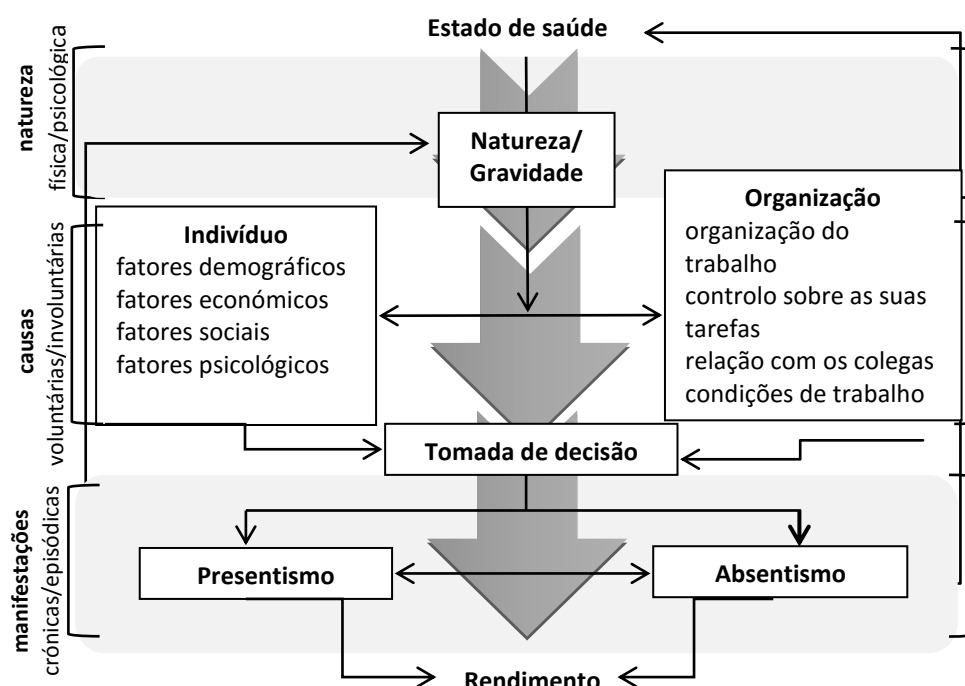 Estado de saúde
natureza
física/psicológica
Natureza/
Gravidade
Indivíduo
fatores demográficos
fatores económicos
fatores sociais
fatores psicológicos
Organização
organização do
trabalho
controlo sobre as suas
tarefas
relação com os colegas
condições de trabalho
causas
voluntárias/involuntárias
Tomada de decisão
manifestações
crónicas/episódicas
Presentismo
Absentismo
Rendimento